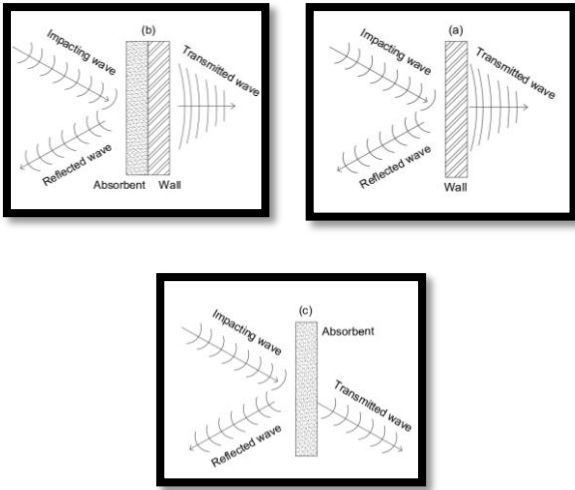 (b)
Impacting wave
Transmitted wave
Reflected wave
Absorbent Wall
(a)
Impacting wave
Transmitted wave
Reflected wave
Wall
(c)
Impacting wave
Absorbent
Transmitted wave
Reflected wave